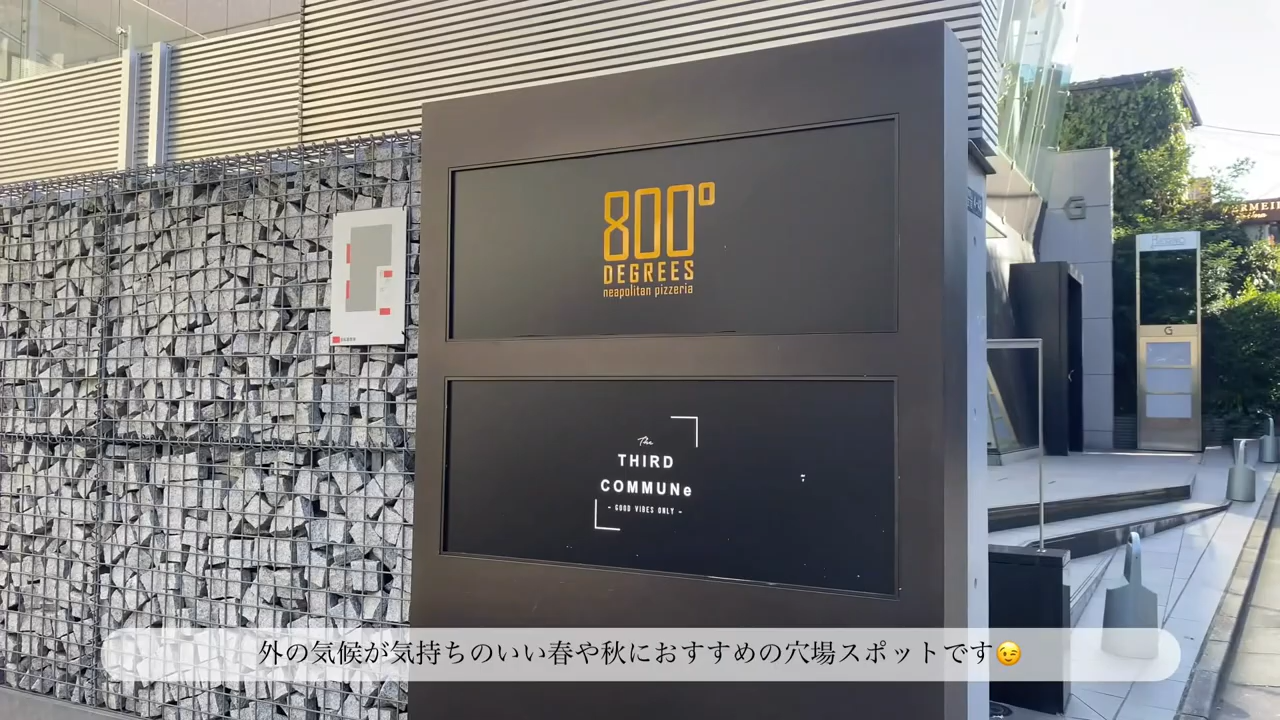 800°
DEGREES
neapolitan pizzeria
The
THIRD
COMMUNe
- GOOD VIBES ONLY -
G
G
外の気候が気持ちのいい春や秋におすすめの穴場スポットです😉